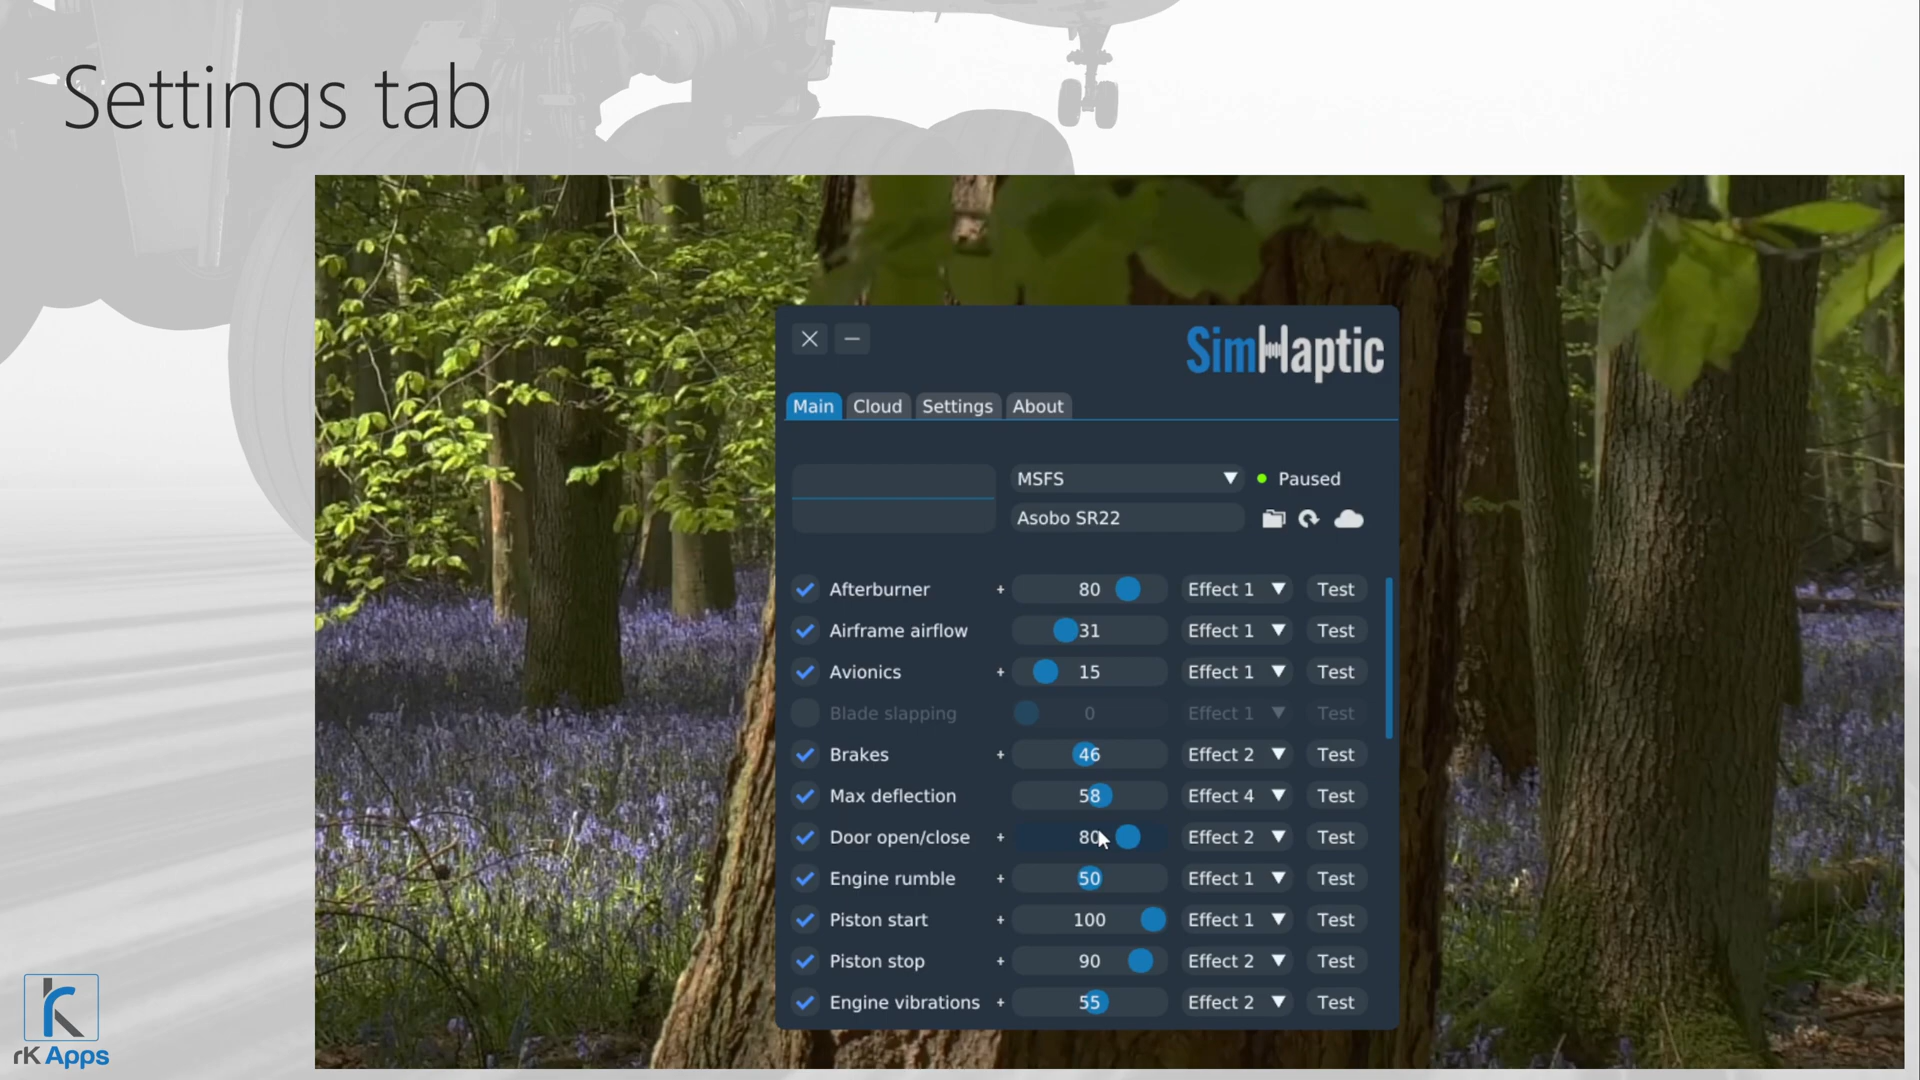 Settings tab
SimHaptic
Main Cloud Settings About
MSFS Paused
Asobo SR22
Afterburner + 80 Effect 1 Test
Airframe airflow 31 Effect 1 Test
Avionics + 15 Effect 1 Test
Blade slapping 0 Effect 1 Test
Brakes + 46 Effect 2 Test
Max deflection 58 Effect 4 Test
Door open/close + 80 Effect 2 Test
Engine rumble + 50 Effect 1 Test
Piston start + 100 Effect 1 Test
Piston stop + 90 Effect 2 Test
Engine vibrations + 55 Effect 2 Test
rK Apps